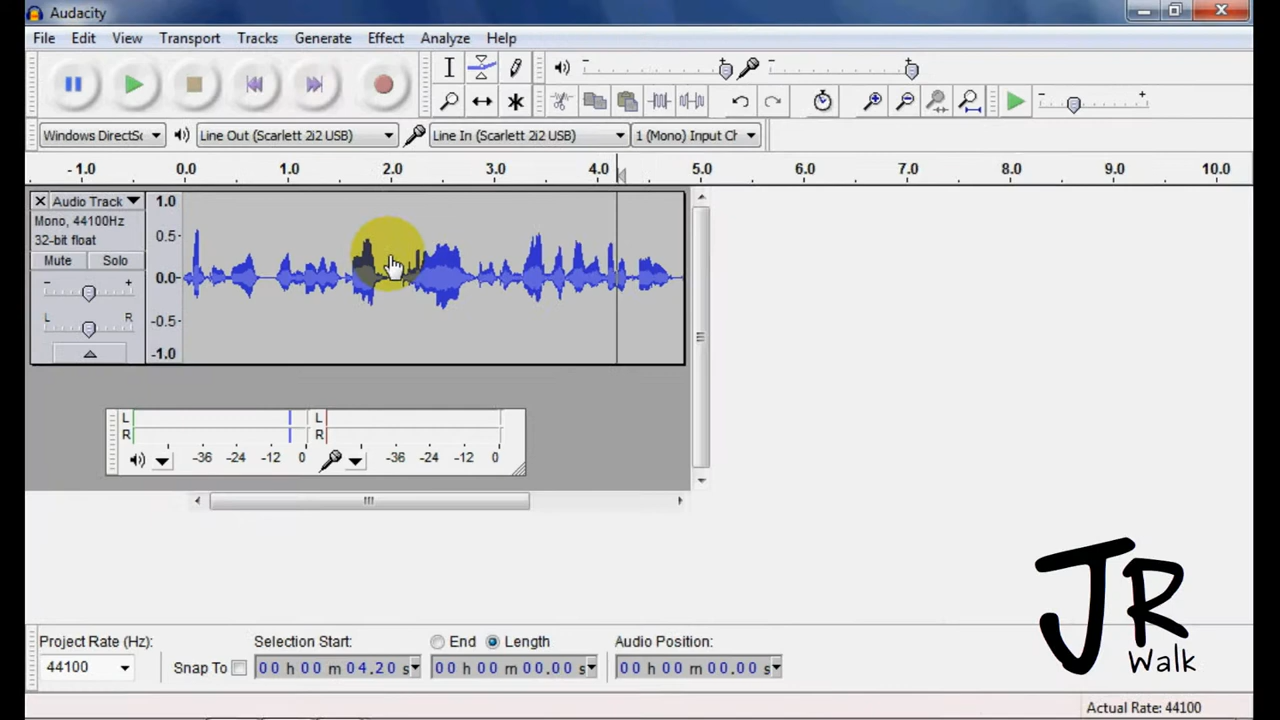 Audacity
File Edit View Transport Tracks Generate Effect Analyze Help
Windows DirectSo Line Out (Scarlett 2i2 USB) Line In (Scarlett 2i2 USB) 1 (Mono) Input Ch
-1.0 0.0 1.0 2.0 3.0 4.0 5.0 6.0 7.0 8.0 9.0 10.0
Audio Track 1.0
Mono, 44100Hz 0.5
32-bit float
Mute Solo 0.0
- +
L R -0.5
-1.0
L L
R R
-36 -24 -12 0 -36 -24 -12 0
JR
Walk
Project Rate (Hz): Selection Start: End Length Audio Position:
44100 Snap To 00 h 00 m 04.20 s 00 h 00 m 00.00 s 00 h 00 m 00.00 s
Actual Rate: 44100